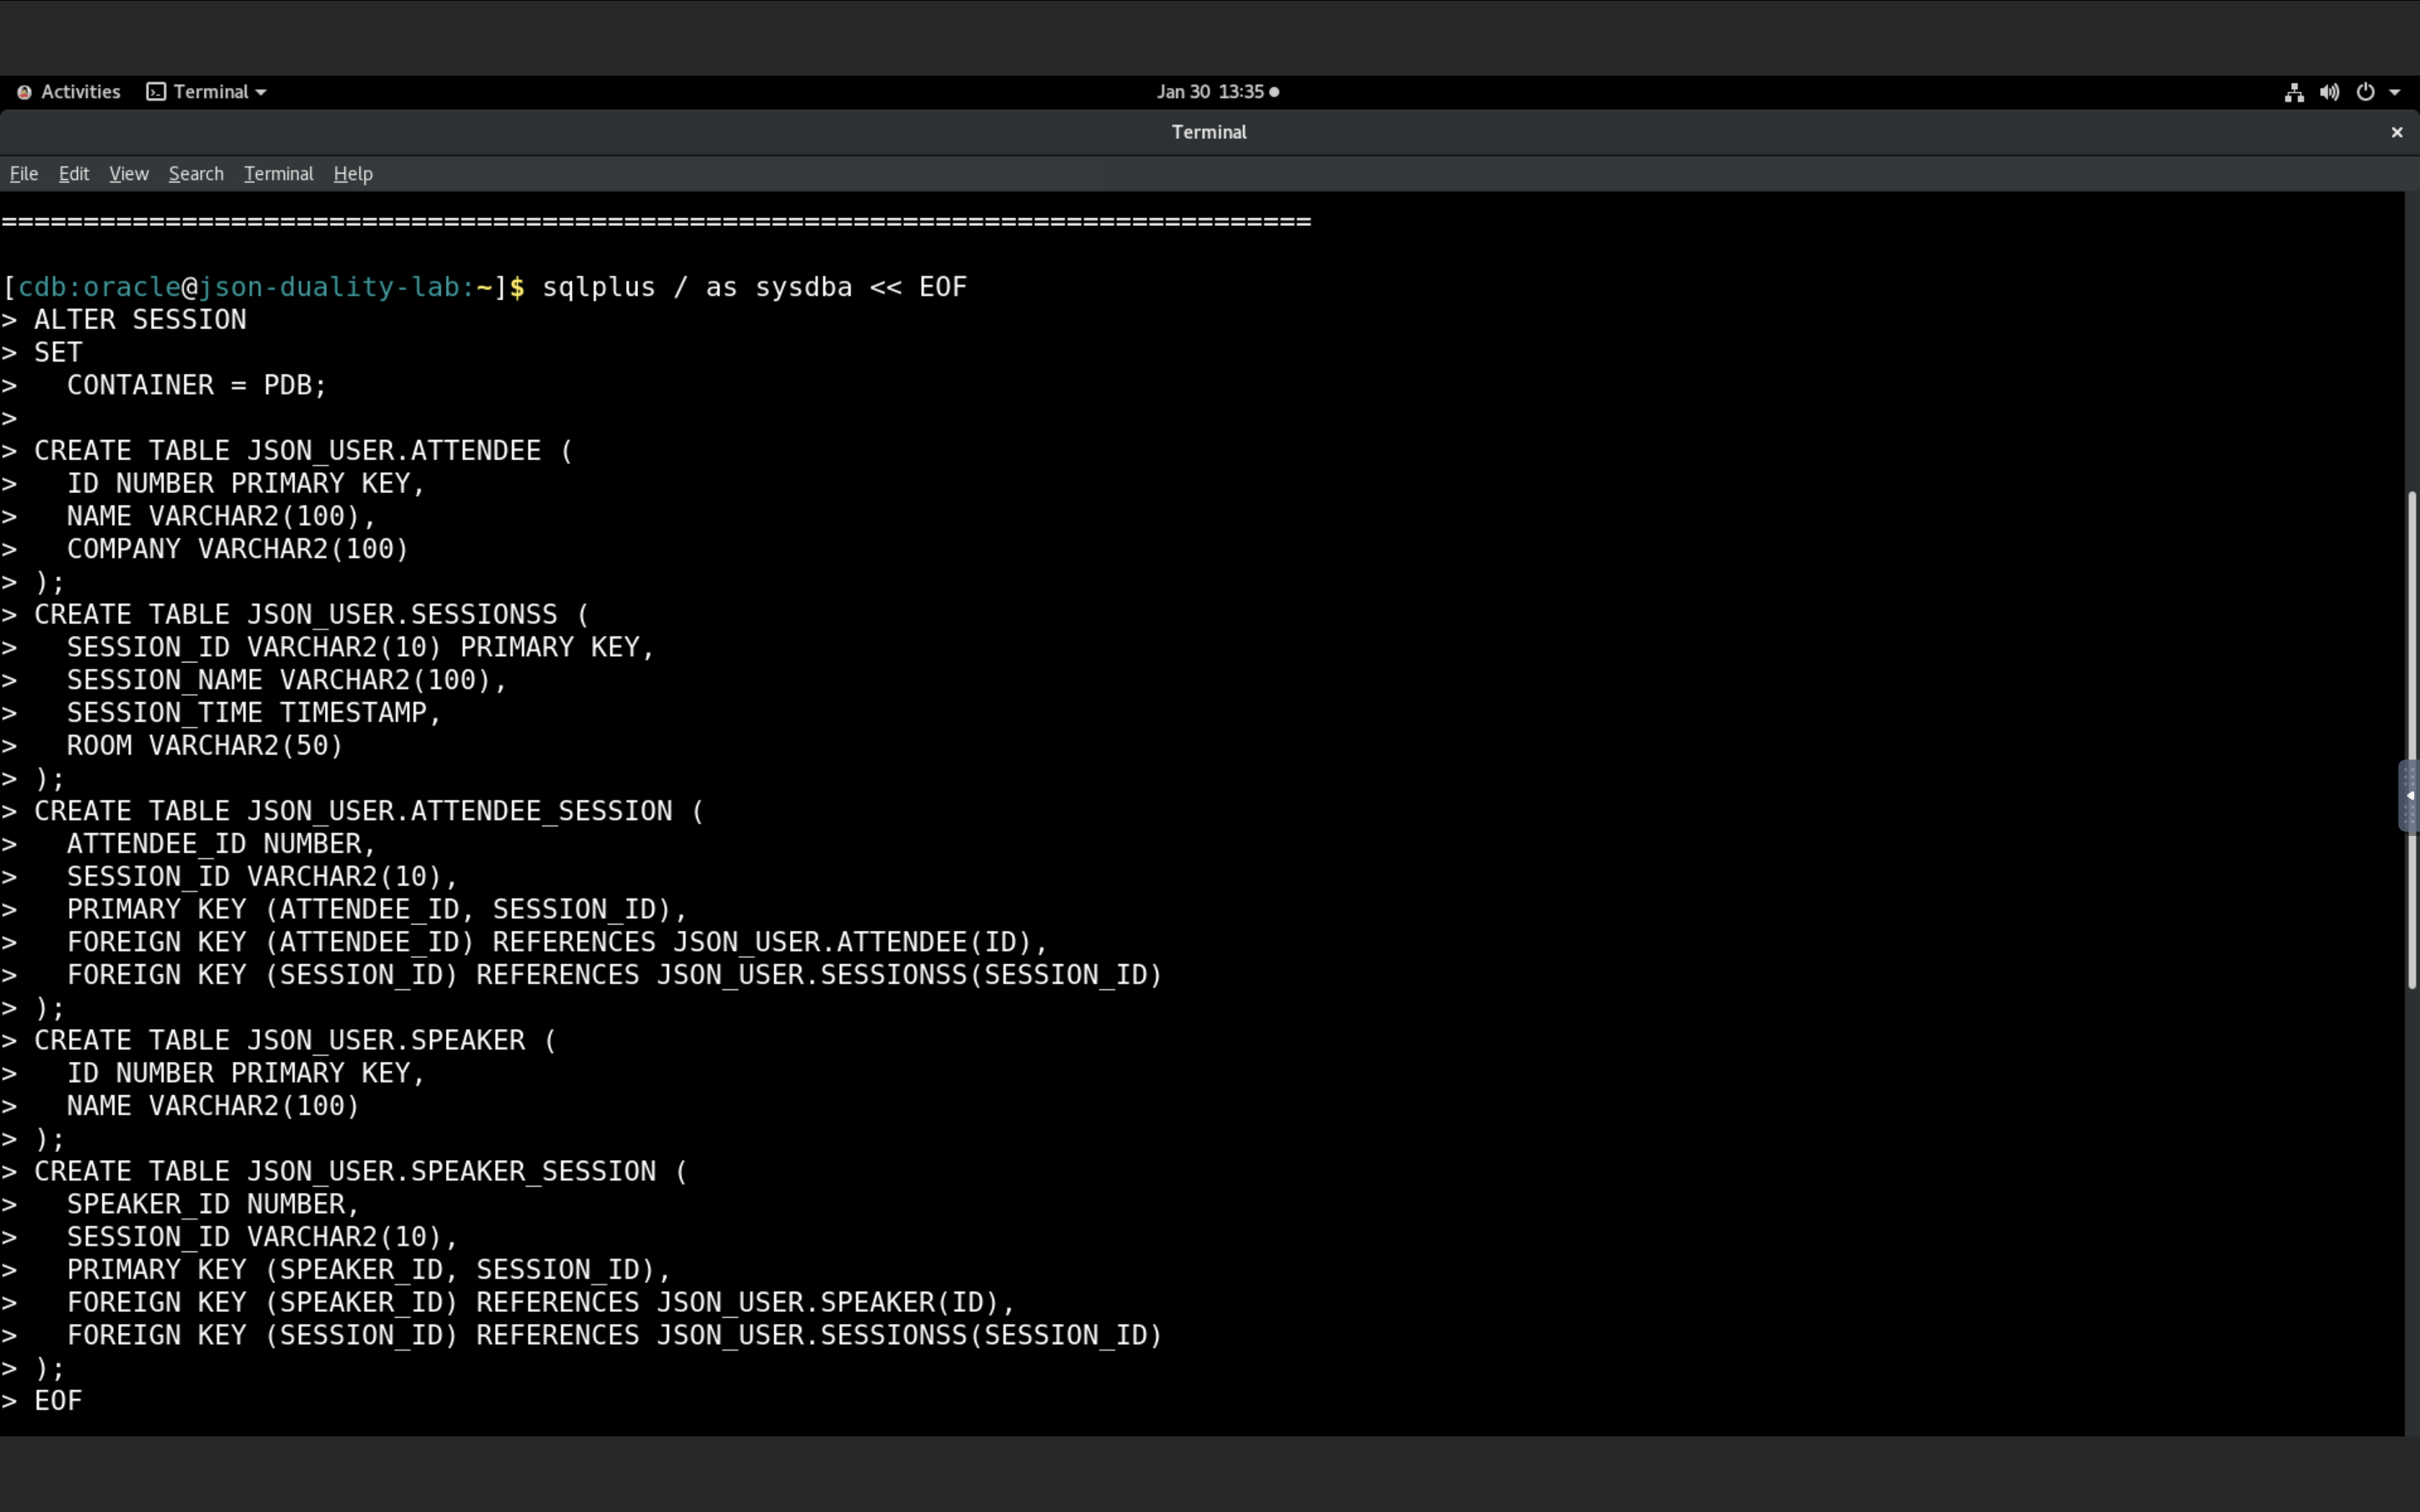 Activities Terminal Jan 30 13:35
Terminal
File Edit View Search Terminal Help
================================================================================
[cdb:oracle@json-duality-lab:~]$ sqlplus / as sysdba << EOF
> ALTER SESSION
> SET
>   CONTAINER = PDB;
>
> CREATE TABLE JSON_USER.ATTENDEE (
>   ID NUMBER PRIMARY KEY,
>   NAME VARCHAR2(100),
>   COMPANY VARCHAR2(100)
> );
> CREATE TABLE JSON_USER.SESSIONSS (
>   SESSION_ID VARCHAR2(10) PRIMARY KEY,
>   SESSION_NAME VARCHAR2(100),
>   SESSION_TIME TIMESTAMP,
>   ROOM VARCHAR2(50)
> );
> CREATE TABLE JSON_USER.ATTENDEE_SESSION (
>   ATTENDEE_ID NUMBER,
>   SESSION_ID VARCHAR2(10),
>   PRIMARY KEY (ATTENDEE_ID, SESSION_ID),
>   FOREIGN KEY (ATTENDEE_ID) REFERENCES JSON_USER.ATTENDEE(ID),
>   FOREIGN KEY (SESSION_ID) REFERENCES JSON_USER.SESSIONSS(SESSION_ID)
> );
> CREATE TABLE JSON_USER.SPEAKER (
>   ID NUMBER PRIMARY KEY,
>   NAME VARCHAR2(100)
> );
> CREATE TABLE JSON_USER.SPEAKER_SESSION (
>   SPEAKER_ID NUMBER,
>   SESSION_ID VARCHAR2(10),
>   PRIMARY KEY (SPEAKER_ID, SESSION_ID),
>   FOREIGN KEY (SPEAKER_ID) REFERENCES JSON_USER.SPEAKER(ID),
>   FOREIGN KEY (SESSION_ID) REFERENCES JSON_USER.SESSIONSS(SESSION_ID)
> );
> EOF